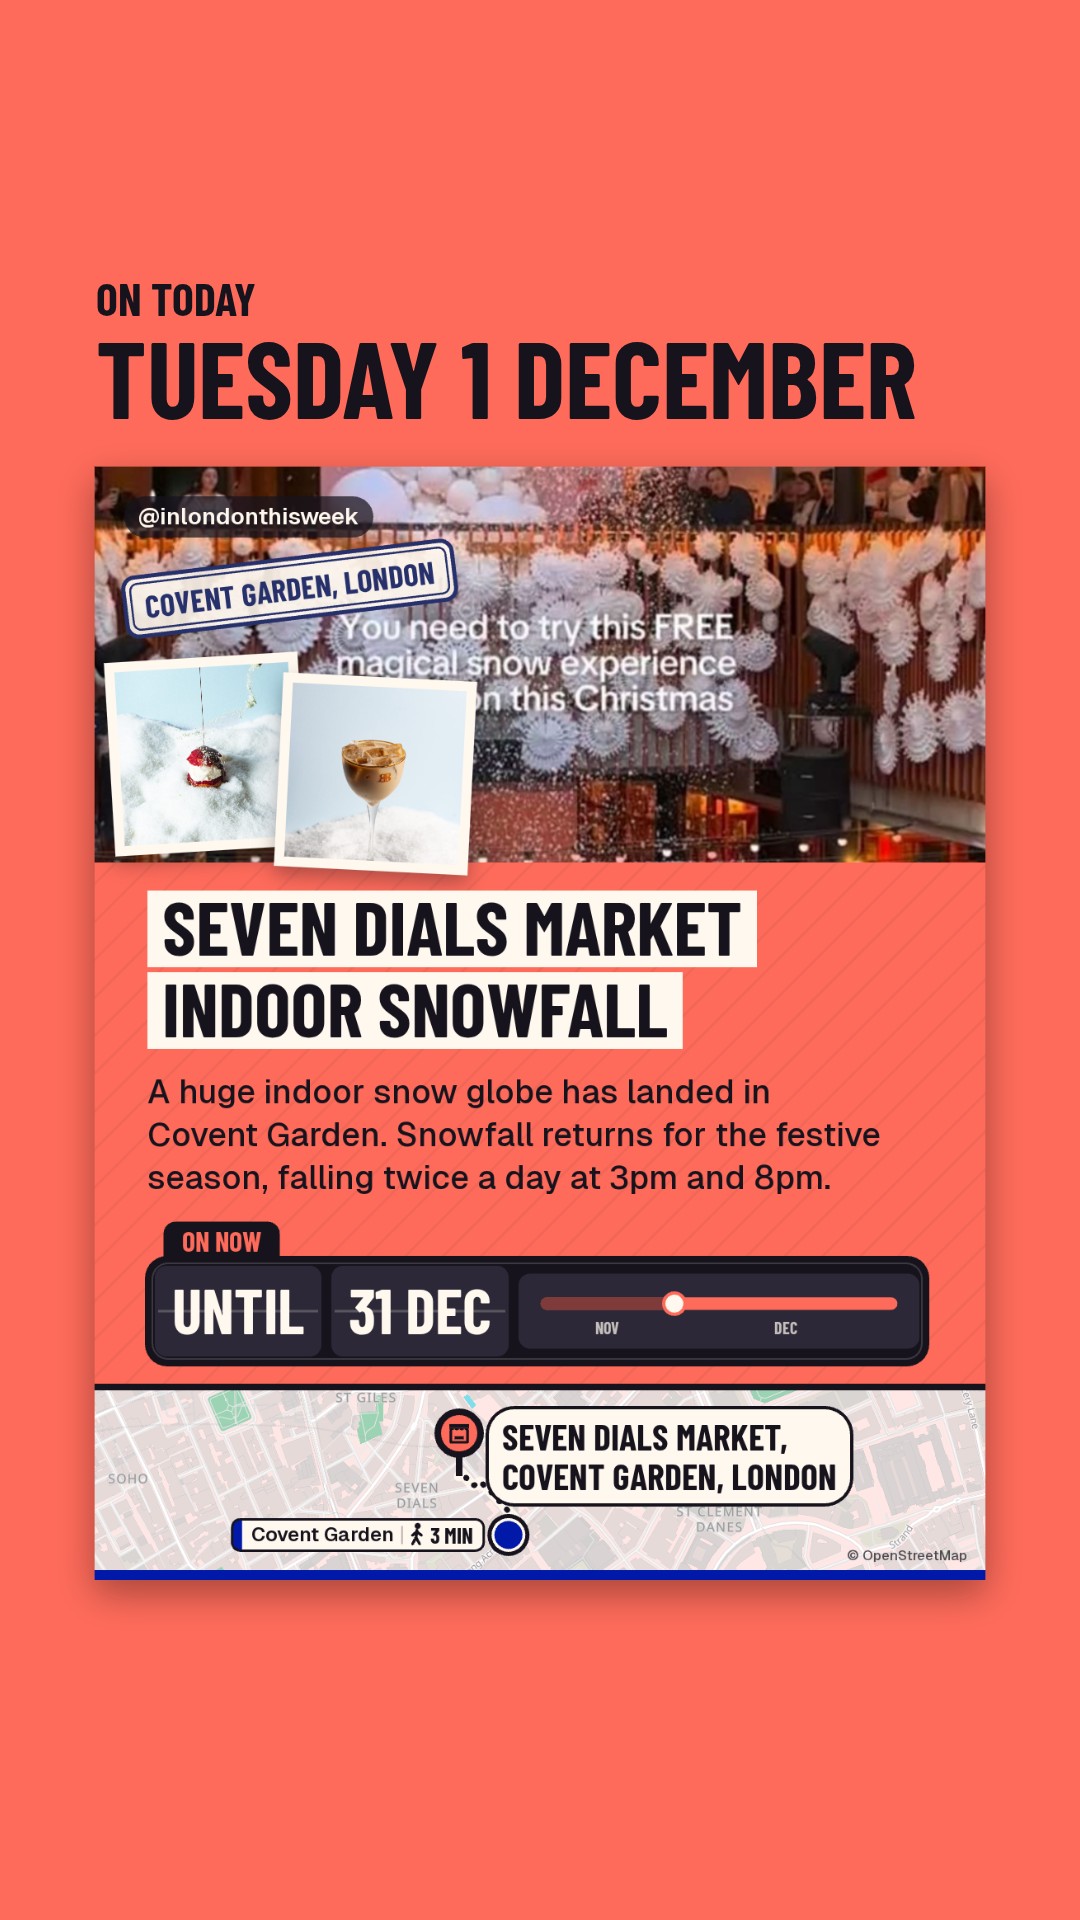 ON TODAY
TUESDAY 1 DECEMBER
@inlondonthisweek
COVENT GARDEN, LONDON
You need to try this FREE
magical snow experience
on this Christmas
SEVEN DIALS MARKET
INDOOR SNOWFALL
A huge indoor snow globe has landed in
Covent Garden. Snowfall returns for the festive
season, falling twice a day at 3pm and 8pm.
ON NOW
UNTIL 31 DEC
NOV DEC
ST GILES
SEVEN DIALS MARKET,
COVENT GARDEN, LONDON
SOHO
SEVEN
DIALS
ST CLEMENT
DANES
Covent Garden 3 MIN
Strand
© OpenStreetMap